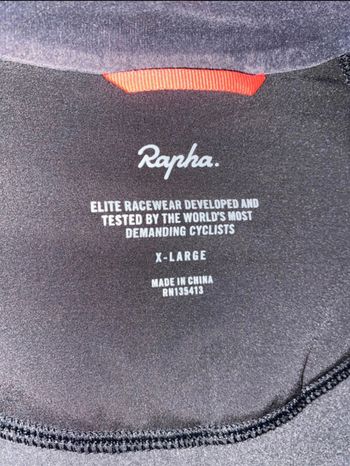 Rapha.
ELITE RACEWEAR DEVELOPED AND
TESTED BY THE WORLD'S MOST
DEMANDING CYCLISTS
X-LARGE
MADE IN CHINA
RN135413